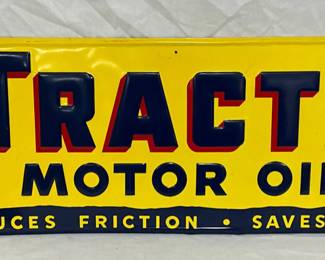 TRACT
MOTOR OI
UCES FRICTION • SAVES